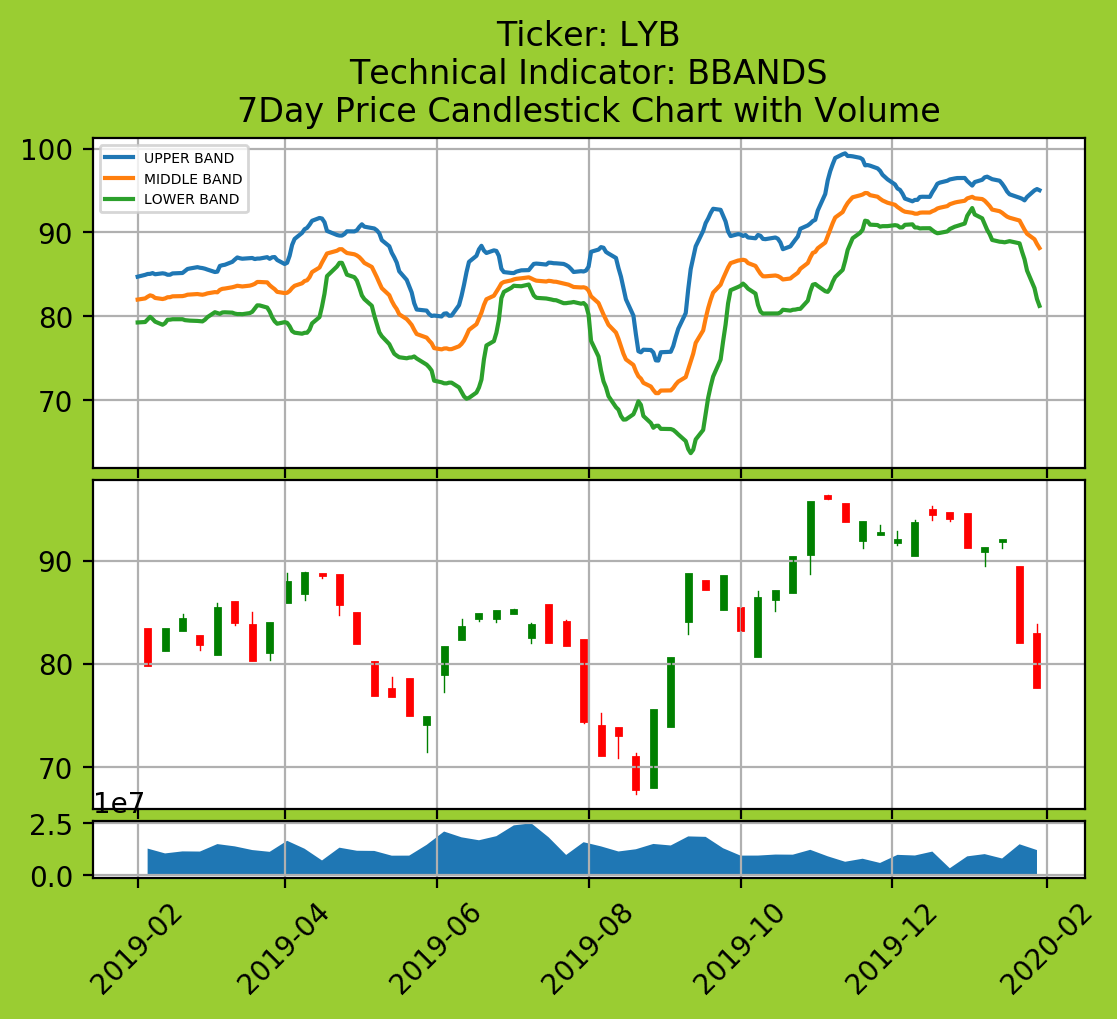 Ticker: LYB
Technical Indicator: BBANDS
7Day Price Candlestick Chart with Volume
100
90
80
70
UPPER BAND
MIDDLE BAND
LOWER BAND
90
80
70
1e7
2.5
0.0
2019-02
2019-04
2019-06
2019-08
2019-10
2019-12
2020-02